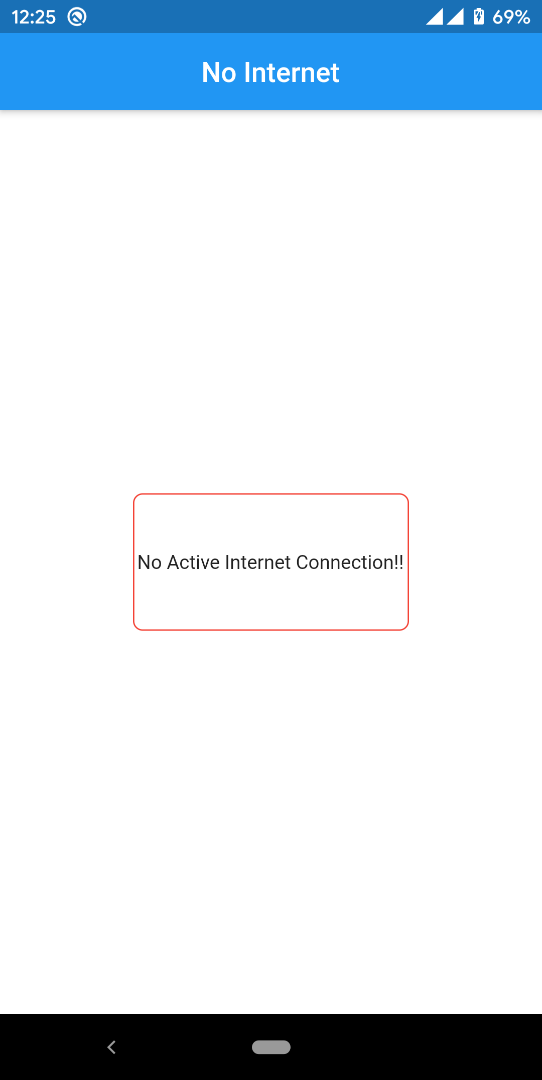 12:25 69%
No Internet
No Active Internet Connection!!